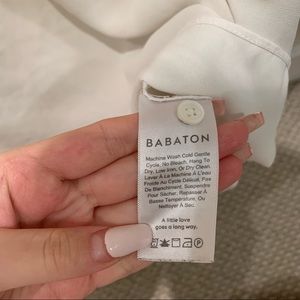 BABATON
Machine Wash Cold Gentle
Cycle, No Bleach, Hang To
Dry, Low Iron, Or Dry Clean.
Laver À La Machine À L'Eau
Froide Au Cycle Délicat, Pas
De Blanchiment, Suspendre
Pour Sécher, Repasser À
Basse Température, Ou
Nettoyer À Sec.
A little love
goes a long way.